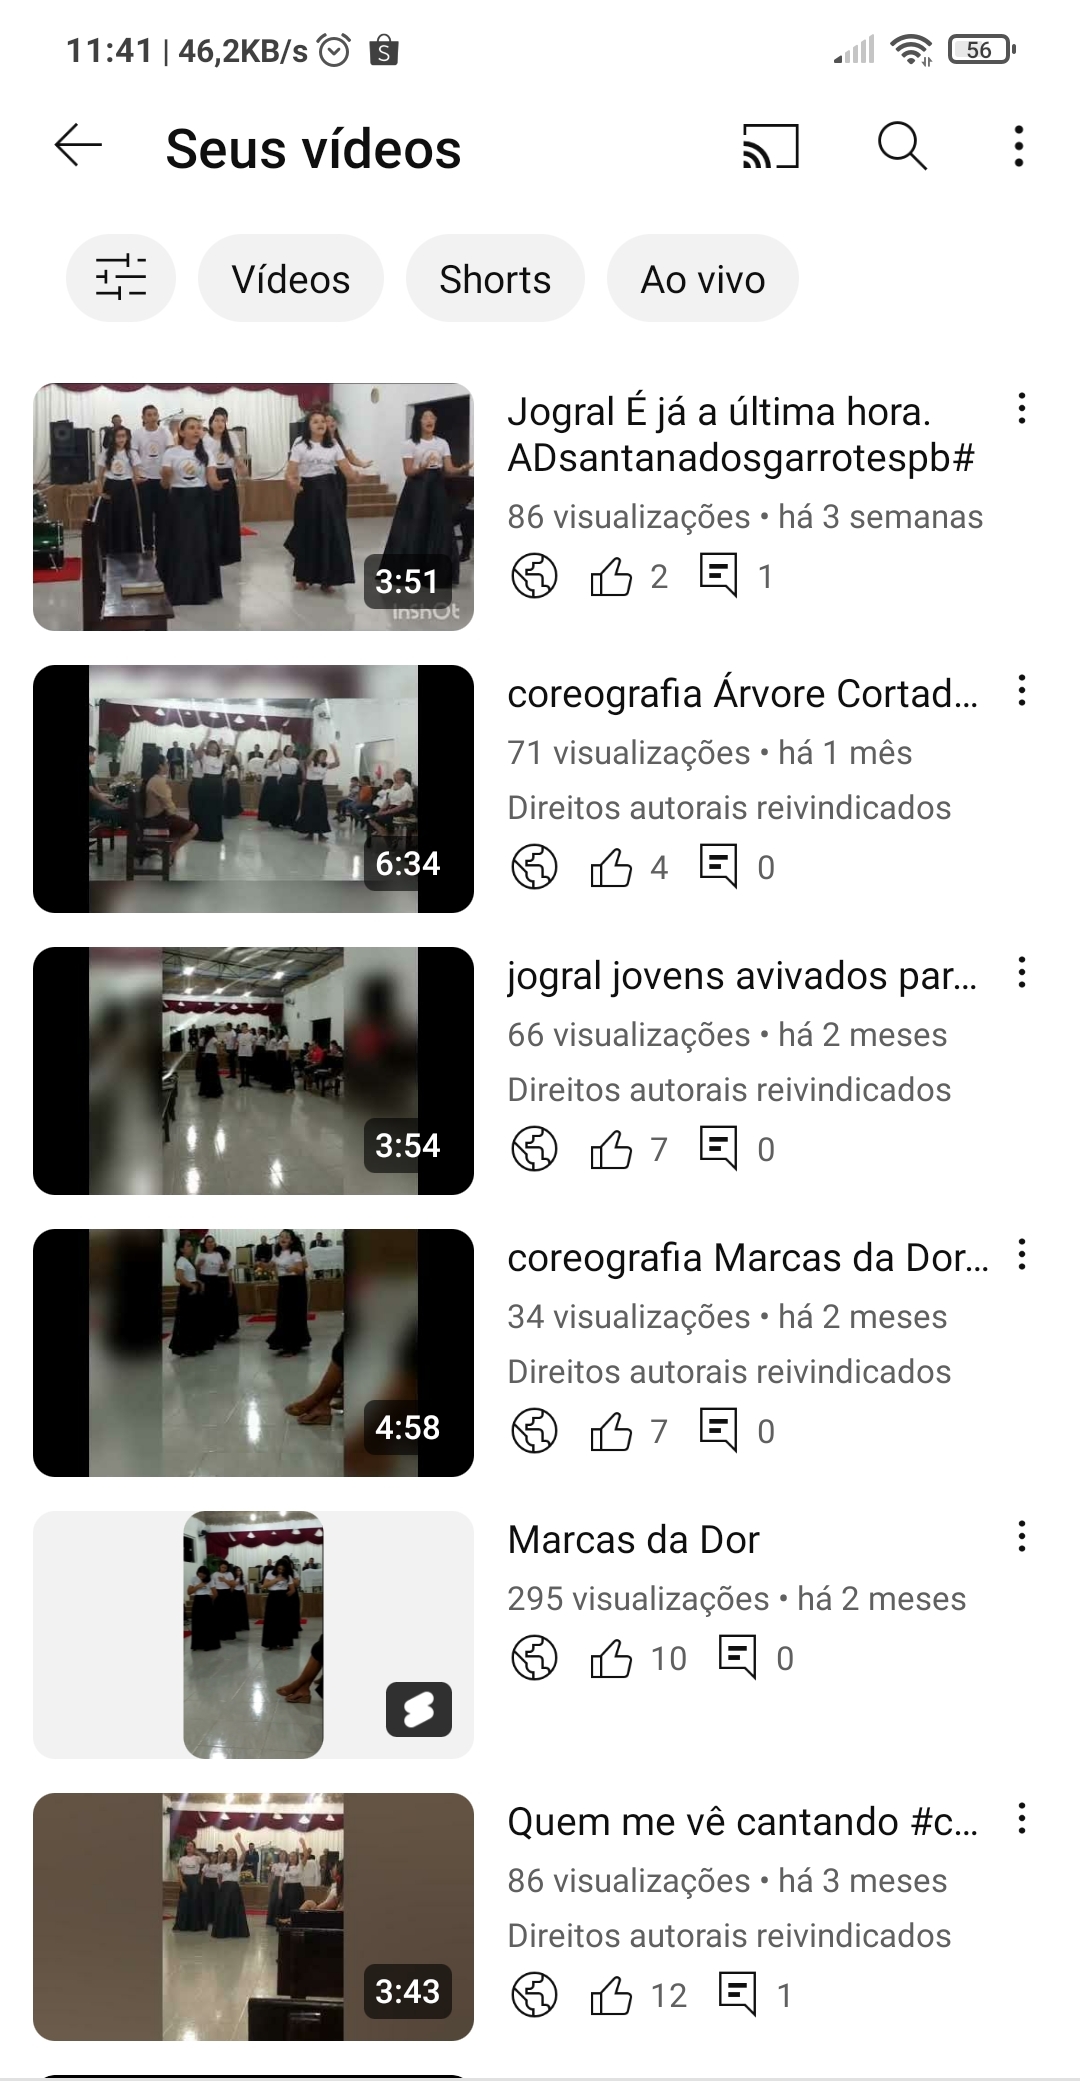 11:41 | 46,2KB/s
56
Seus vídeos
Vídeos
Shorts
Ao vivo
Jogral É já a última hora.
ADsantanadosgarrotespb#
86 visualizações • há 3 semanas
2
1
3:51
InShOt
coreografia Árvore Cortad...
71 visualizações • há 1 mês
Direitos autorais reivindicados
4
0
6:34
jogral jovens avivados par...
66 visualizações • há 2 meses
Direitos autorais reivindicados
7
0
3:54
coreografia Marcas da Dor...
34 visualizações • há 2 meses
Direitos autorais reivindicados
7
0
4:58
Marcas da Dor
295 visualizações • há 2 meses
10
0
Quem me vê cantando #c...
86 visualizações • há 3 meses
Direitos autorais reivindicados
12
1
3:43